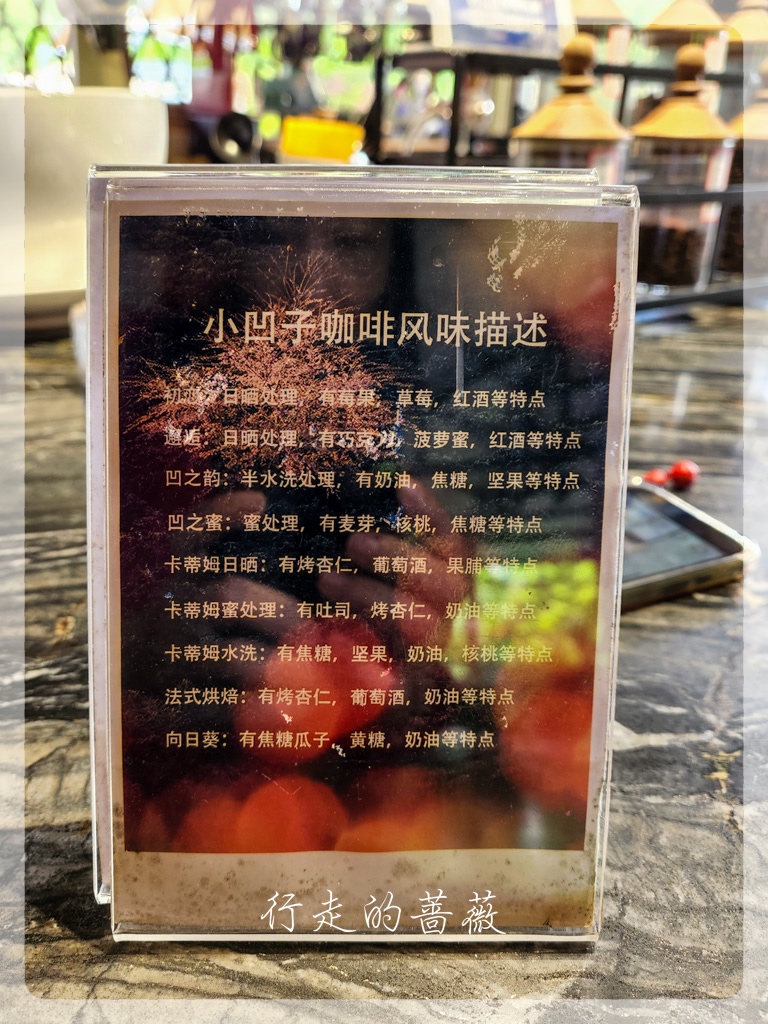 小凹子咖啡风味描述
初恋：日晒处理，有莓果，草莓，红酒等特点
邂逅：日晒处理，有巧克力，菠萝蜜，红酒等特点
凹之韵：半水洗处理，有奶油，焦糖，坚果等特点
凹之蜜：蜜处理，有麦芽，核桃，焦糖等特点
卡蒂姆日晒：有烤杏仁，葡萄酒，果脯等特点
卡蒂姆蜜处理：有吐司，烤杏仁，奶油等特点
卡蒂姆水洗：有焦糖，坚果，奶油，核桃等特点
法式烘焙：有烤杏仁，葡萄酒，奶油等特点
向日葵：有焦糖瓜子，黄糖，奶油等特点
行走的蔷薇